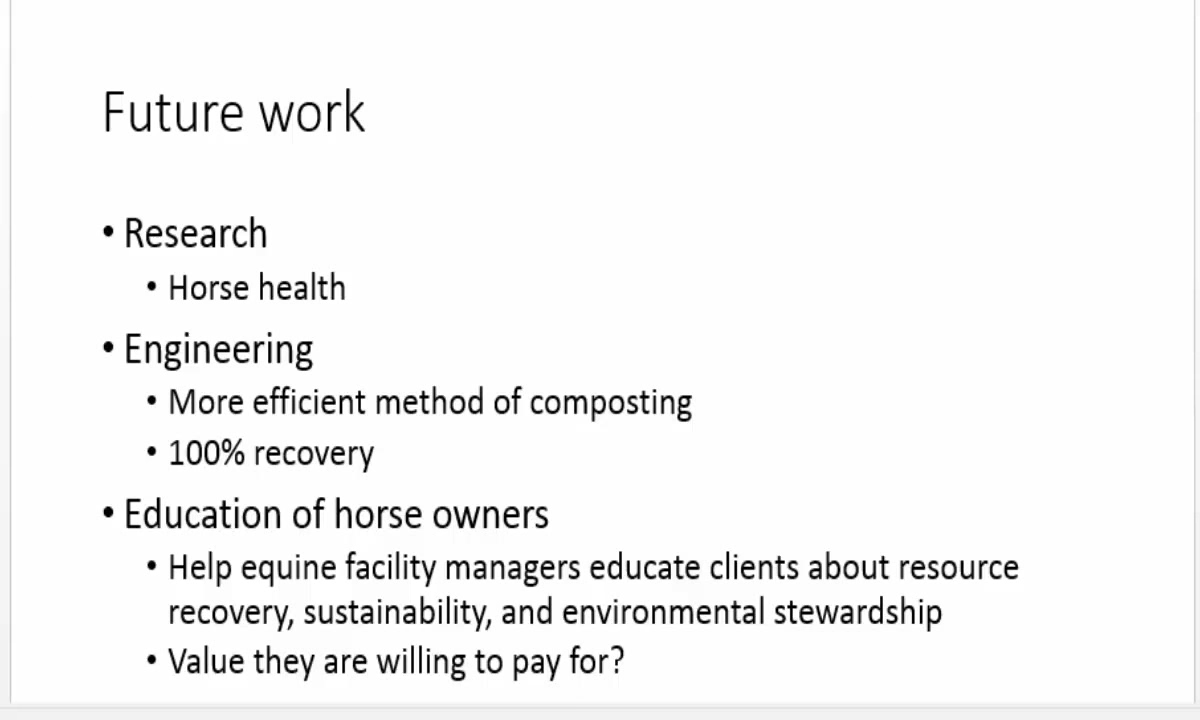 Future work
• Research
• Horse health
• Engineering
• More efficient method of composting
• 100% recovery
• Education of horse owners
• Help equine facility managers educate clients about resource
recovery, sustainability, and environmental stewardship
• Value they are willing to pay for?